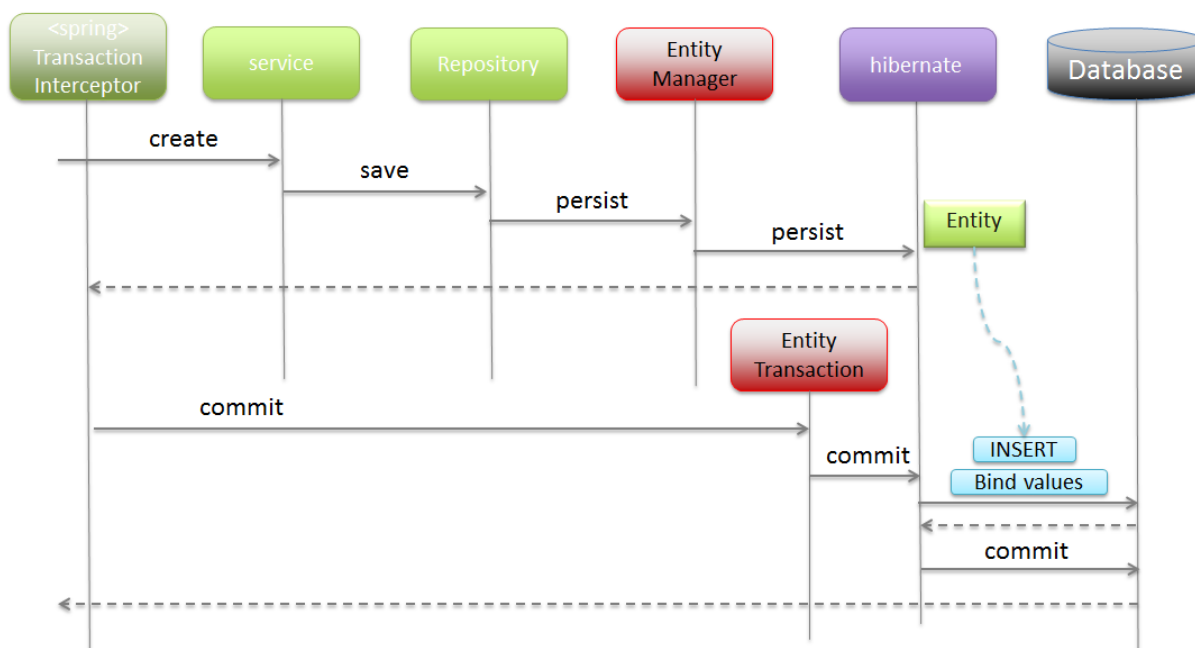 <spring>
Transaction
Interceptor
service
Repository
Entity
Manager
hibernate
Database
create
save
persist
persist
Entity
Entity
Transaction
commit
commit
INSERT
Bind values
commit